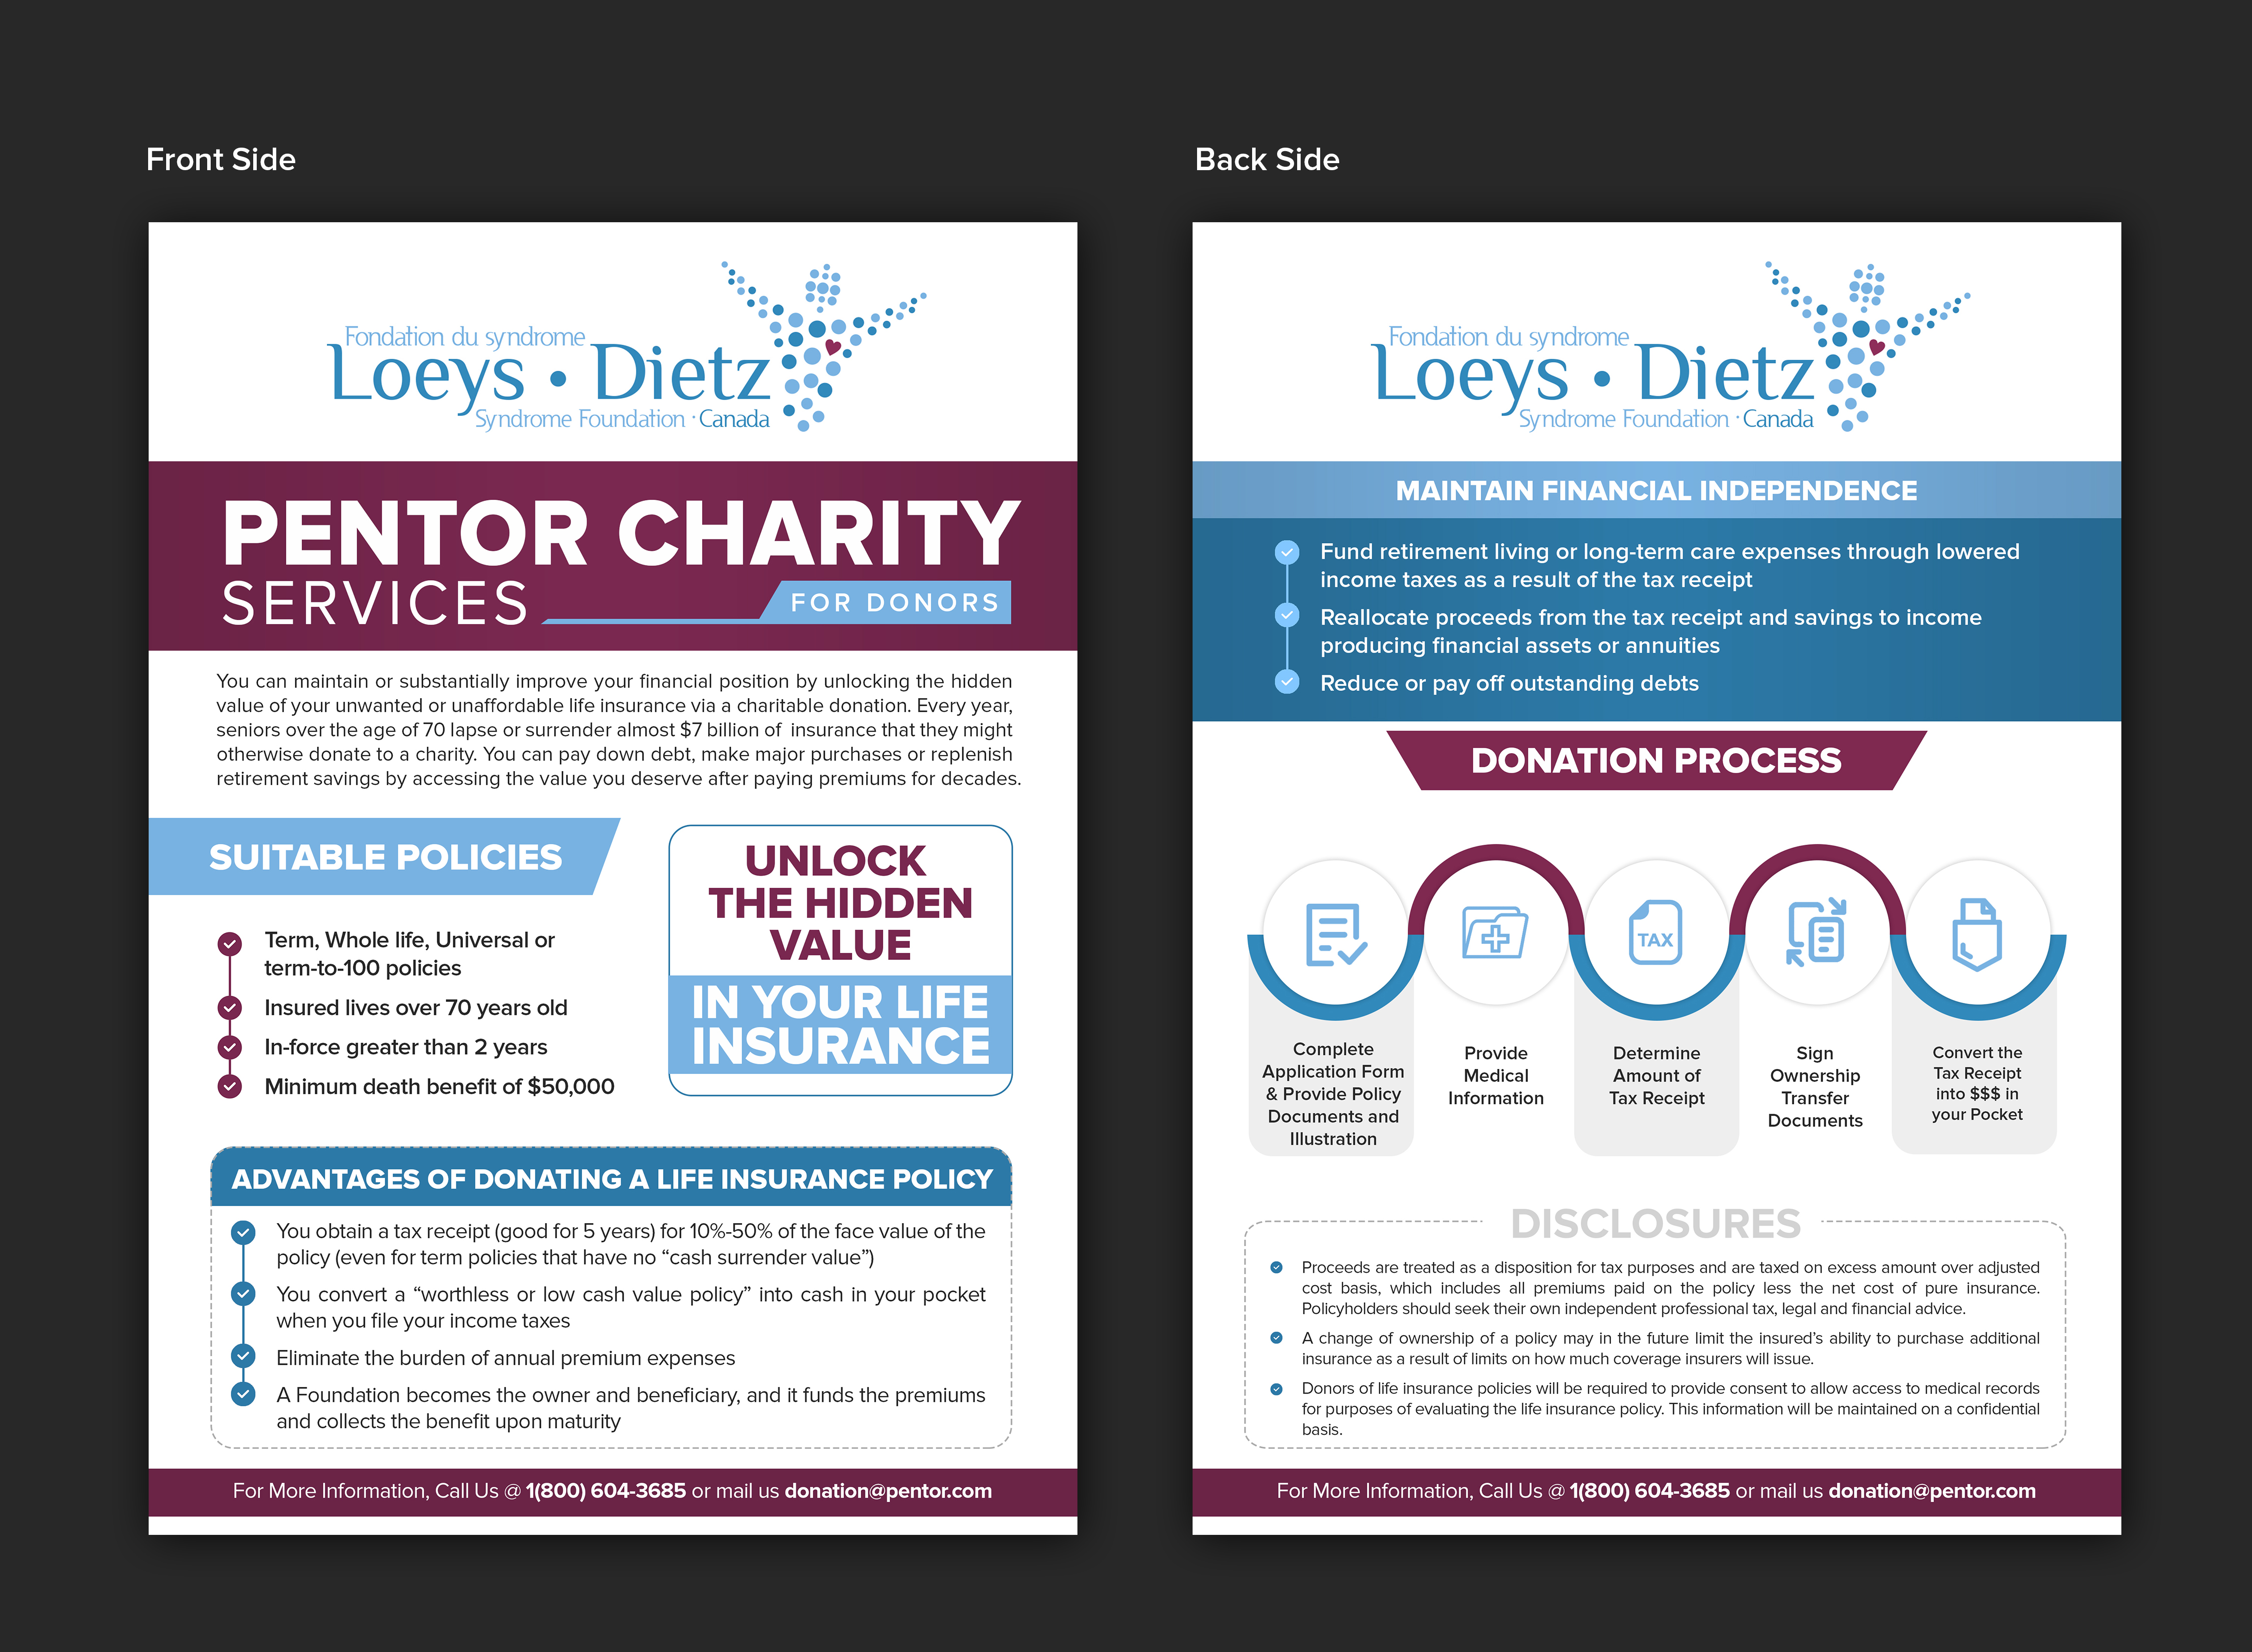 Front Side
Fondation du syndrome
Loeys • Dietz
Syndrome Foundation · Canada
PENTOR CHARITY
SERVICES
FOR DONORS
You can maintain or substantially improve your financial position by unlocking the hidden
value of your unwanted or unaffordable life insurance via a charitable donation. Every year,
seniors over the age of 70 lapse or surrender almost $7 billion of insurance that they might
otherwise donate to a charity. You can pay down debt, make major purchases or replenish
retirement savings by accessing the value you deserve after paying premiums for decades.
SUITABLE POLICIES
Term, Whole life, Universal or
term-to-100 policies
Insured lives over 70 years old
In-force greater than 2 years
Minimum death benefit of $50,000
UNLOCK
THE HIDDEN
VALUE
IN YOUR LIFE
INSURANCE
ADVANTAGES OF DONATING A LIFE INSURANCE POLICY
You obtain a tax receipt (good for 5 years) for 10%-50% of the face value of the
policy (even for term policies that have no “cash surrender value”)
You convert a “worthless or low cash value policy” into cash in your pocket
when you file your income taxes
Eliminate the burden of annual premium expenses
A Foundation becomes the owner and beneficiary, and it funds the premiums
and collects the benefit upon maturity
For More Information, Call Us @ 1(800) 604-3685 or mail us donation@pentor.com
Back Side
Fondation du syndrome
Loeys • Dietz
Syndrome Foundation · Canada
MAINTAIN FINANCIAL INDEPENDENCE
Fund retirement living or long-term care expenses through lowered
income taxes as a result of the tax receipt
Reallocate proceeds from the tax receipt and savings to income
producing financial assets or annuities
Reduce or pay off outstanding debts
DONATION PROCESS
TAX
Complete
Application Form
& Provide Policy
Documents and
Illustration
Provide
Medical
Information
Determine
Amount of
Tax Receipt
Sign
Ownership
Transfer
Documents
Convert the
Tax Receipt
into $$$ in
your Pocket
DISCLOSURES
Proceeds are treated as a disposition for tax purposes and are taxed on excess amount over adjusted
cost basis, which includes all premiums paid on the policy less the net cost of pure insurance.
Policyholders should seek their own independent professional tax, legal and financial advice.
A change of ownership of a policy may in the future limit the insured’s ability to purchase additional
insurance as a result of limits on how much coverage insurers will issue.
Donors of life insurance policies will be required to provide consent to allow access to medical records
for purposes of evaluating the life insurance policy. This information will be maintained on a confidential
basis.
For More Information, Call Us @ 1(800) 604-3685 or mail us donation@pentor.com